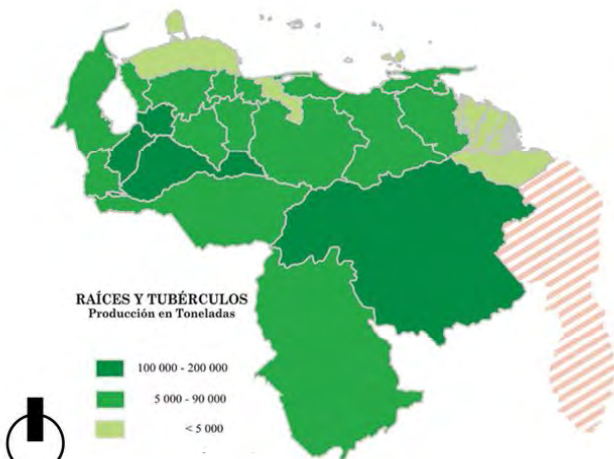 RAÍCES Y TUBÉRCULOS
Producción en Toneladas
100 000 - 200 000
5 000 - 90 000
< 5 000